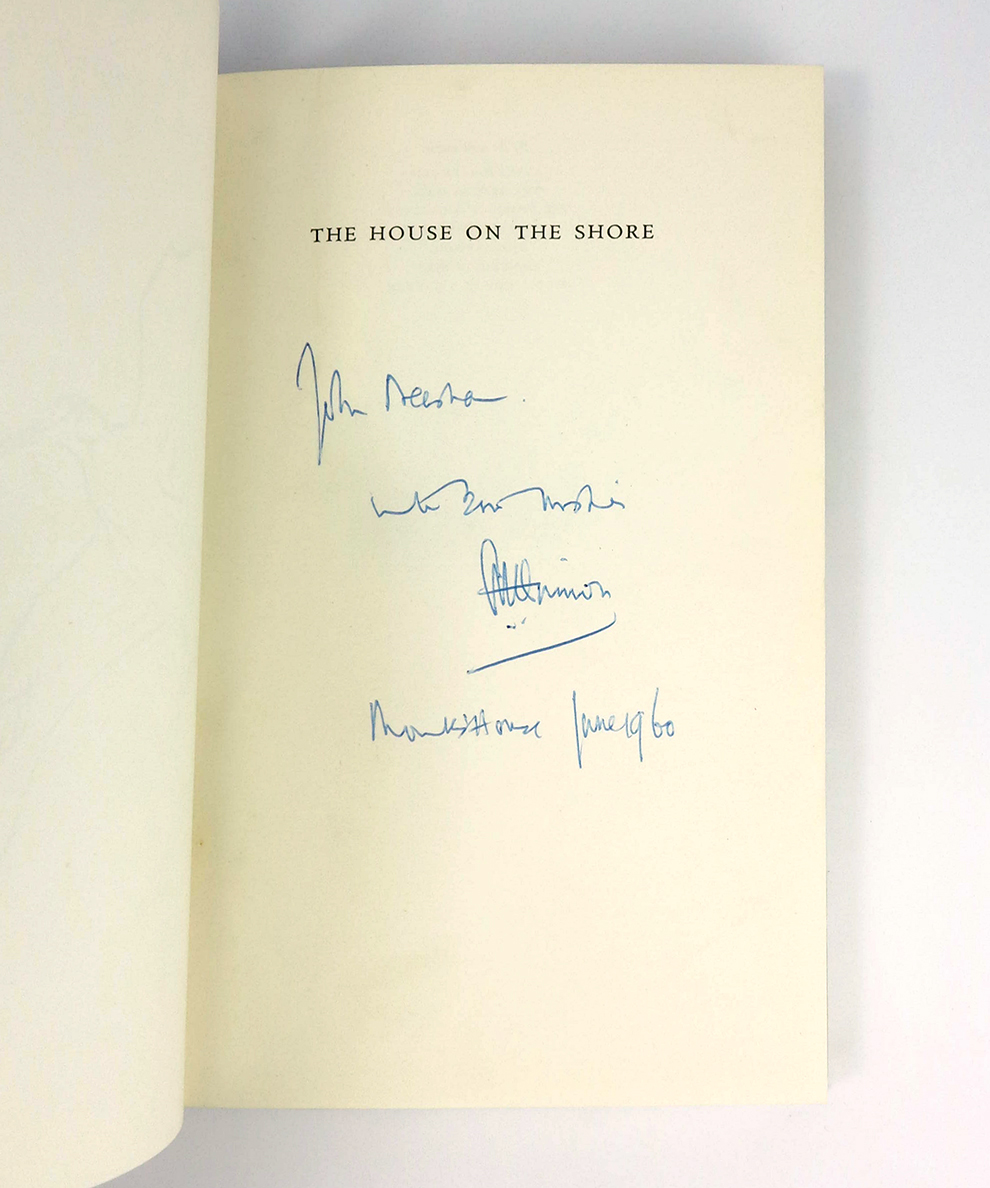 THE HOUSE ON THE SHORE
John
with Best Wishes
Monks' House June 1960